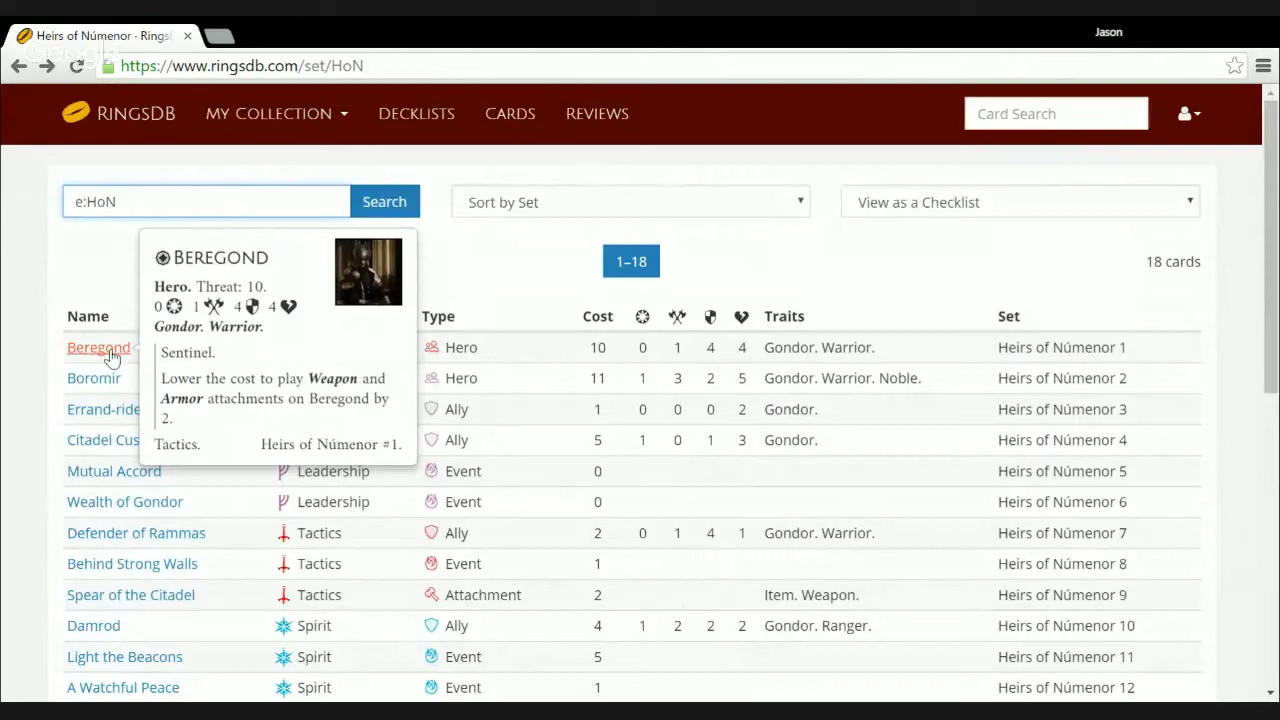 Heirs of Númenor · RingsD
Jason
https://www.ringsdb.com/set/HoN
RINGSDB MY COLLECTION DECKLISTS CARDS REVIEWS Card Search
e:HoN Search Sort by Set View as a Checklist
1–18 18 cards
BEREGOND
Hero. Threat: 10.
0 1 4 4
Gondor. Warrior.
Sentinel.
Lower the cost to play Weapon and
Armor attachments on Beregond by
2.
Tactics. Heirs of Númenor #1.
Name Type Cost Traits Set
Beregond Hero 10 0 1 4 4 Gondor. Warrior. Heirs of Númenor 1
Boromir Hero 11 1 3 2 5 Gondor. Warrior. Noble. Heirs of Númenor 2
Errand-ride Ally 1 0 0 0 2 Gondor. Heirs of Númenor 3
Citadel Cus Ally 5 1 0 1 3 Gondor. Heirs of Númenor 4
Mutual Accord Leadership Event 0 Heirs of Númenor 5
Wealth of Gondor Leadership Event 0 Heirs of Númenor 6
Defender of Rammas Tactics Ally 2 0 1 4 1 Gondor. Warrior. Heirs of Númenor 7
Behind Strong Walls Tactics Event 1 Heirs of Númenor 8
Spear of the Citadel Tactics Attachment 2 Item. Weapon. Heirs of Númenor 9
Damrod Spirit Ally 4 1 2 2 2 Gondor. Ranger. Heirs of Númenor 10
Light the Beacons Spirit Event 5 Heirs of Númenor 11
A Watchful Peace Spirit Event 1 Heirs of Númenor 12